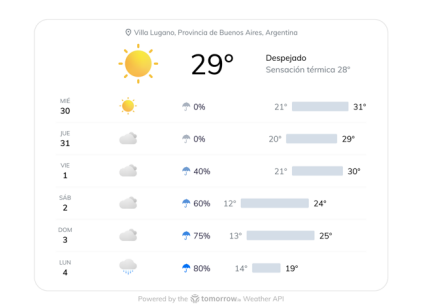 Villa Lugano, Provincia de Buenos Aires, Argentina
29°
Despejado
Sensación térmica 28°
MIÉ
30
0%
21°
31°
JUE
31
0%
20°
29°
VIE
1
40%
21°
30°
SÁB
2
60%
12°
24°
DOM
3
75%
13°
25°
LUN
4
80%
14°
19°
Powered by the tomorrow.io Weather API